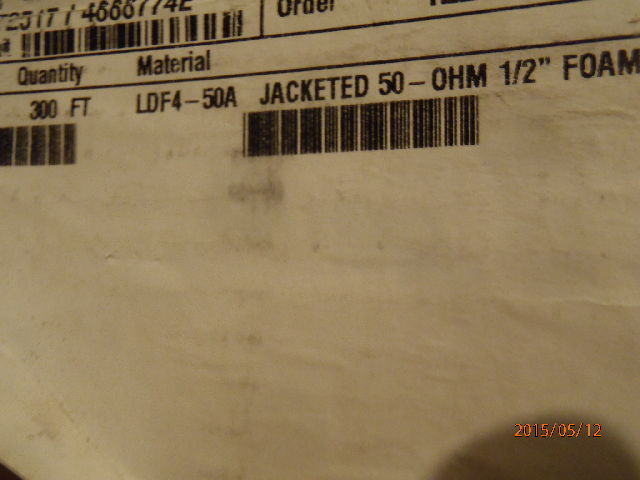 Order
Quantity Material
300 FT LDF4-50A JACKETED 50-OHM 1/2" FOAM
2015/05/12